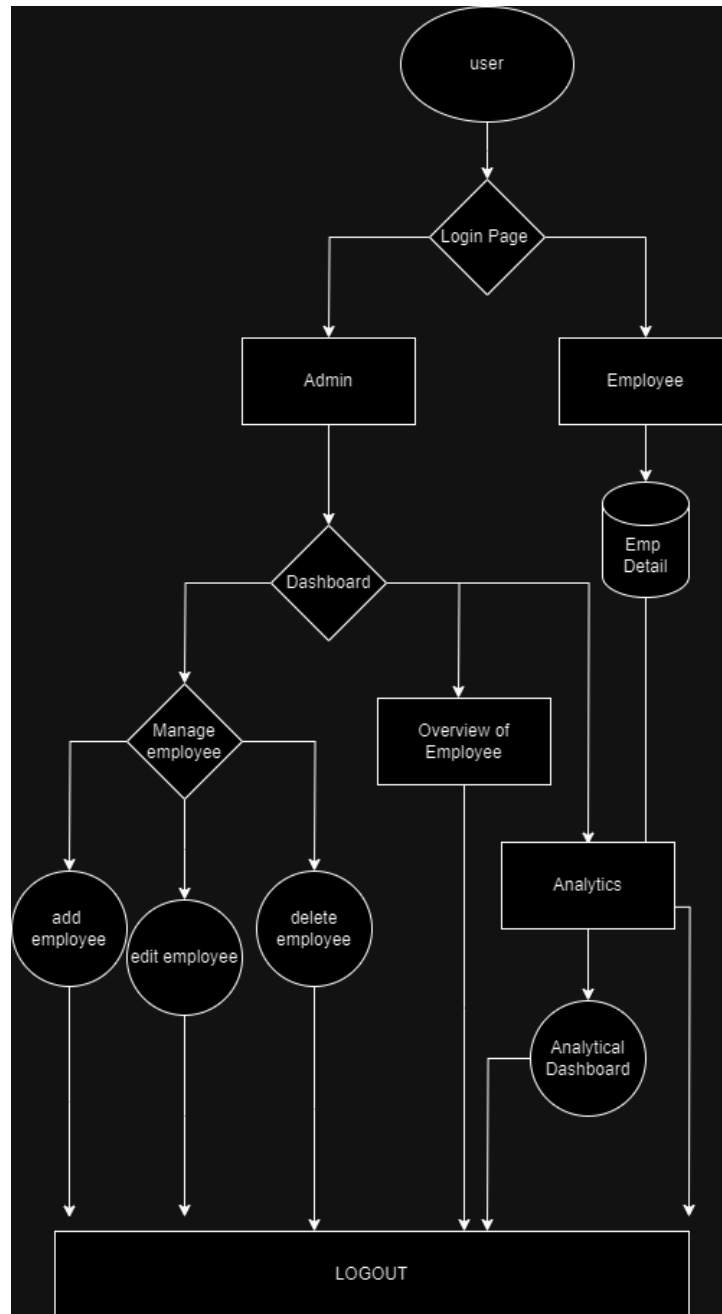 user
Login Page
Admin
Employee
Emp
Detail
Dashboard
Manage
employee
Overview of
Employee
Analytics
add
employee
edit employee
delete
employee
Analytical
Dashboard
LOGOUT